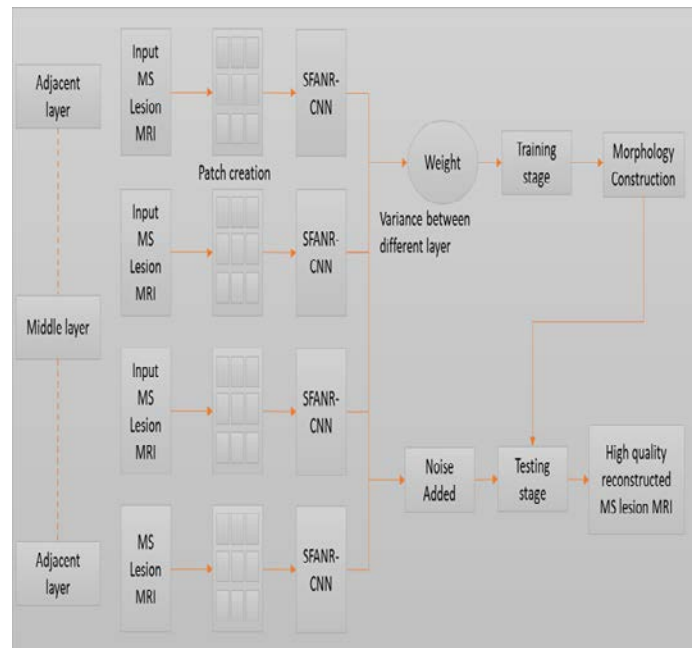 Adjacent
layer
Input
MS
Lesion
MRI
SFANR-
CNN
Patch creation
Weight
Variance between
different layer
Training
stage
Morphology
Construction
Input
MS
Lesion
MRI
SFANR-
CNN
Middle layer
Input
MS
Lesion
MRI
SFANR-
CNN
Noise
Added
Testing
stage
High quality
reconstructed
MS lesion MRI
Adjacent
layer
MS
Lesion
MRI
SFANR-
CNN